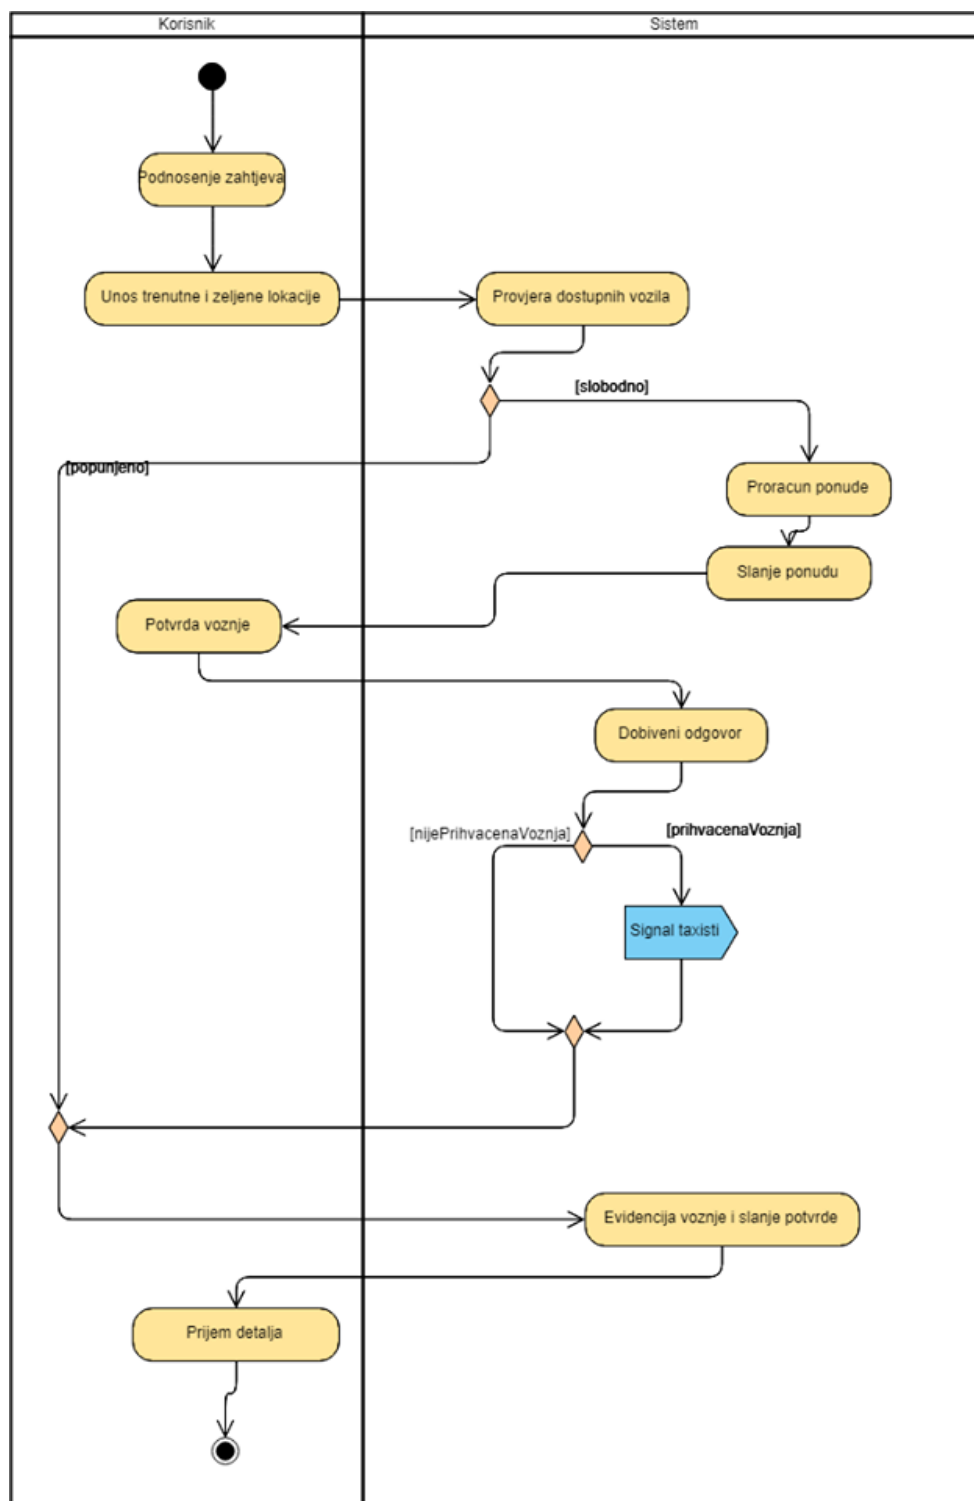 Korisnik
Sistem
Podnosenje zahtjeva
Unos trenutne i zeljene lokacije
Provjera dostupnih vozila
[slobodno]
[popunjeno]
Proracun ponude
Slanje ponudu
Potvrda voznje
Dobiveni odgovor
[nijePrihvacenaVoznja]
[prihvacenaVoznja]
Signal taxisti
Evidencija voznje i slanje potvrde
Prijem detalja